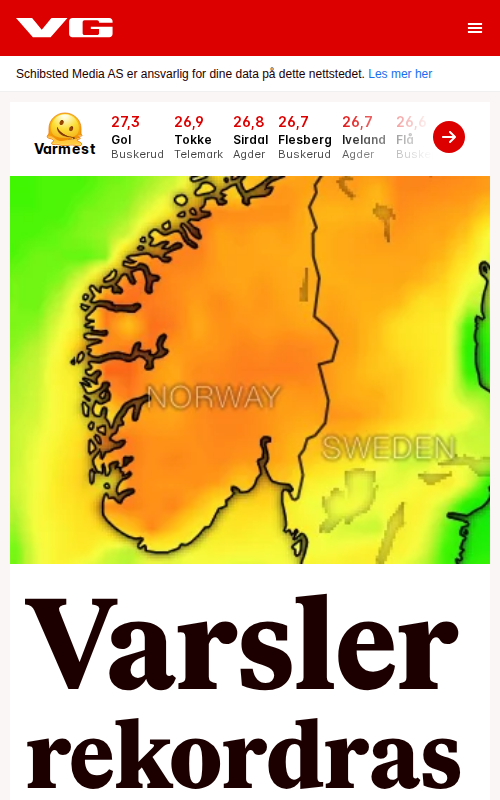 VG
Schibsted Media AS er ansvarlig for dine data på dette nettstedet. Les mer her
Varmest
27,3
Gol
Buskerud
26,9
Tokke
Telemark
26,8
Sirdal
Agder
26,7
Flesberg
Buskerud
26,7
Iveland
Agder
26,6
Flå
NORWAY
SWEDEN
Varsler
rekordras